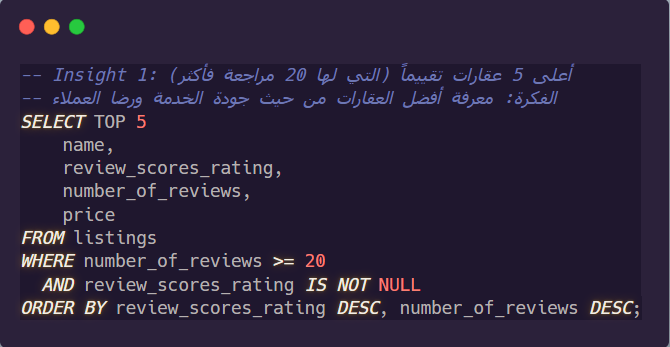 -- Insight 1: أعلى 5 عقارات تقييماً (التي لها 20 مراجعة فأكثر)
-- الفكرة: معرفة أفضل العقارات من حيث جودة الخدمة ورضا العملاء
SELECT TOP 5
    name,
    review_scores_rating,
    number_of_reviews,
    price
FROM listings
WHERE number_of_reviews >= 20
  AND review_scores_rating IS NOT NULL
ORDER BY review_scores_rating DESC, number_of_reviews DESC;